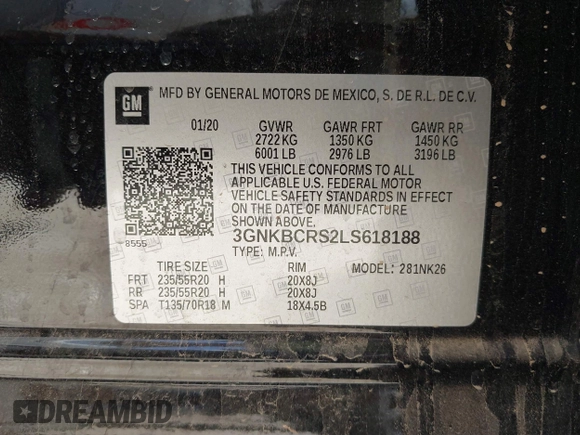 GM
MFD BY GENERAL MOTORS DE MEXICO, S. DE R.L. DE C.V.
01/20 GVWR GAWR FRT GAWR RR
2722 KG 1350 KG 1450 KG
6001 LB 2976 LB 3196 LB
THIS VEHICLE CONFORMS TO ALL
APPLICABLE U.S. FEDERAL MOTOR
VEHICLE SAFETY STANDARDS IN EFFECT
ON THE DATE OF MANUFACTURE
SHOWN ABOVE.
8555
3GNKBCRS2LS618188
TYPE: M.P.V. MODEL: 281NK26
TIRE SIZE RIM
FRT 235/55R20 H 20X8J
RR 235/55R20 H 20X8J
SPA T135/70R18 M 18X4.5B
DREAMBID